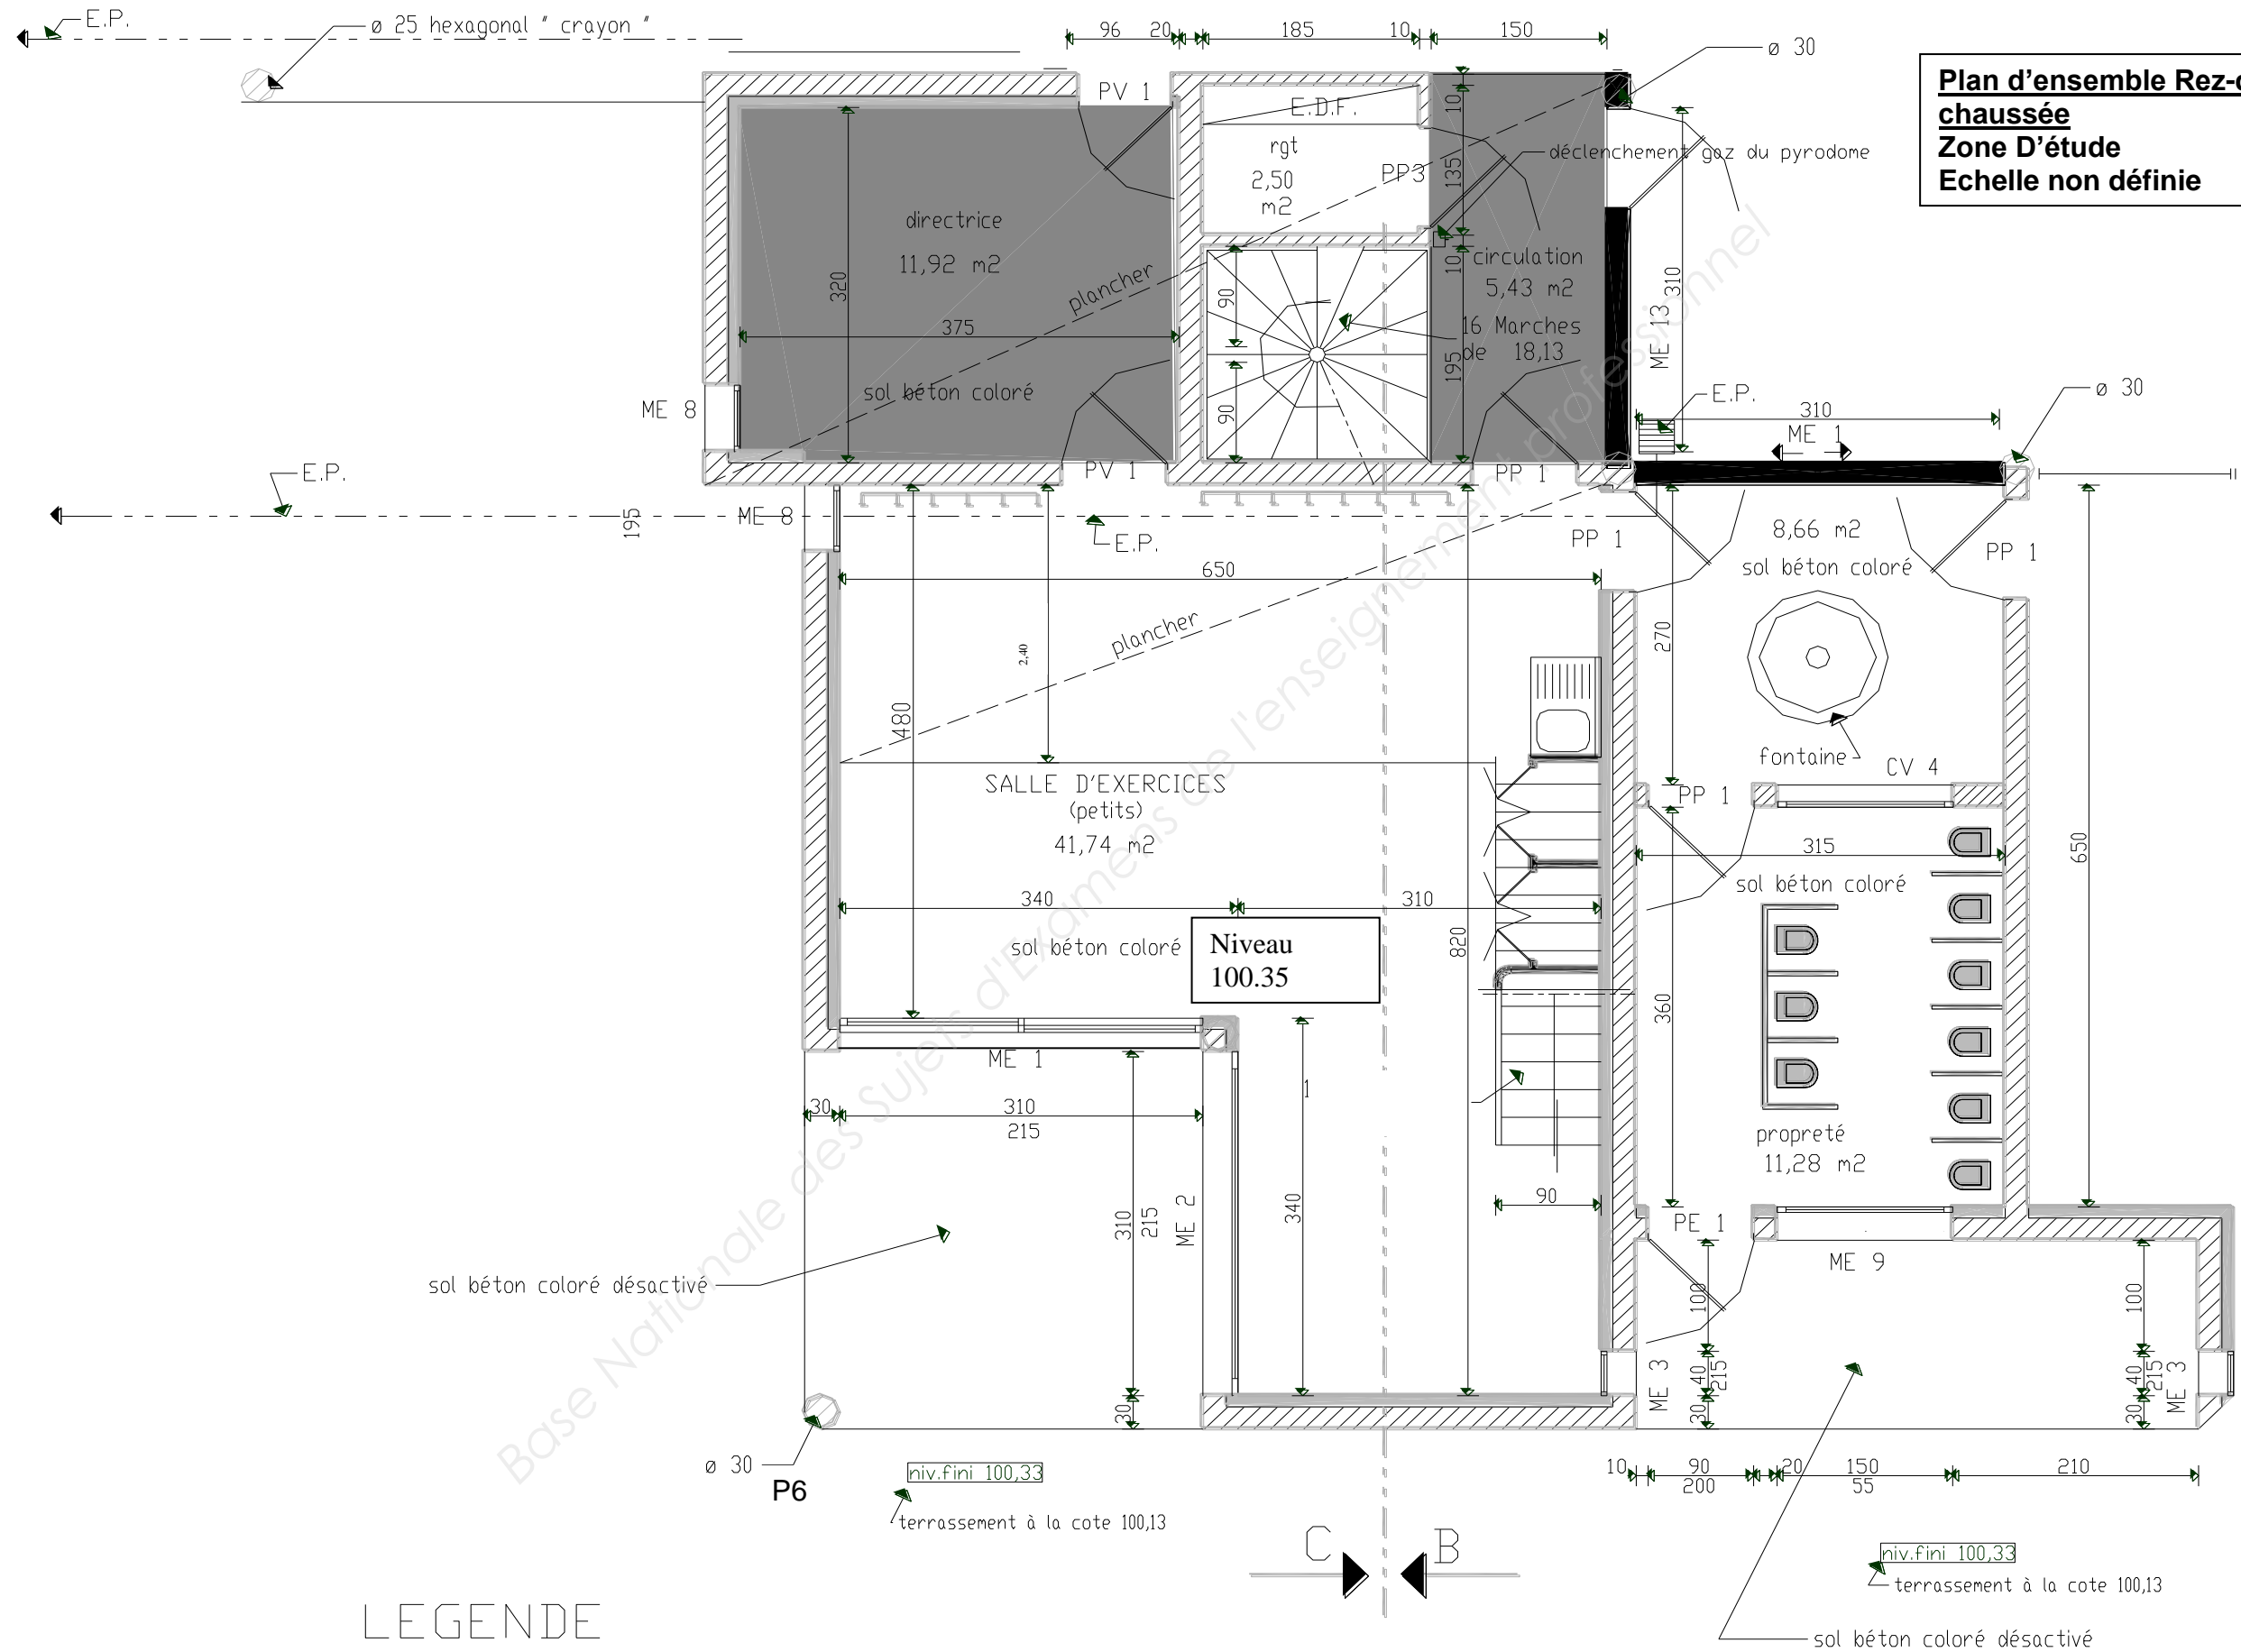 E.P.
ø 25 hexagonal " crayon "
96
20
185
10
150
ø 30
Plan d'ensemble Rez-
chaussée
Zone D'étude
Echelle non définie
PV 1
E.D.F.
rgt
2,50
m2
PP3
10
135
déclenchement gaz du pyrodome
directrice
11,92 m2
320
375
plancher
sol béton coloré
90
90
10
circulation
5,43 m2
16 Marches
de 18,13
195
ME 13
310
ME 8
E.P.
310
ME 1
ø 30
E.P.
195
ME 8
PV 1
E.P.
PP 1
PP 1
8,66 m2
sol béton coloré
PP 1
650
2,40
plancher
480
270
fontaine
CV 4
PP 1
SALLE D'EXERCICES
(petits)
41,74 m2
315
650
sol béton coloré
340
310
sol béton coloré
Niveau
100.35
820
360
ME 1
30
310
215
1
propreté
11,28 m2
310
215
ME 2
340
90
PE 1
ME 9
sol béton coloré désactivé
100
100
ME 3
40
215
30
40
215
ME 3
30
30
ø 30
P6
niv.fini 100,33
terrassement à la cote 100,13
10
90
200
20
150
55
210
C
B
niv.fini 100,33
terrassement à la cote 100,13
LEGENDE
sol béton coloré désactivé
Base Nationale des Sujets d'Examens de l'enseignement professionnel